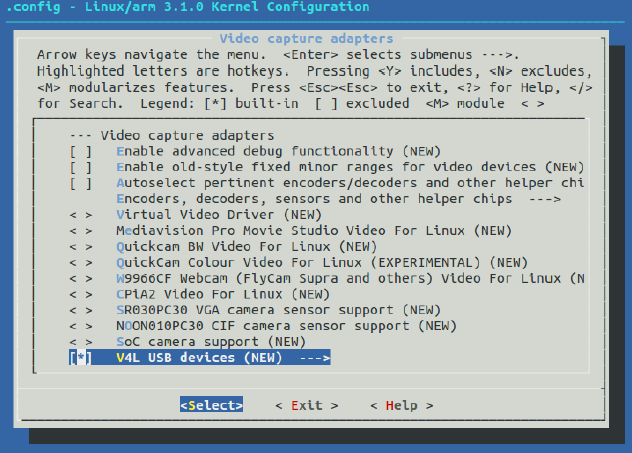 .config - Linux/arm 3.1.0 Kernel Configuration
Video capture adapters
Arrow keys navigate the menu.  <Enter> selects submenus --->.
Highlighted letters are hotkeys.  Pressing <Y> includes, <N> excludes,
<M> modularizes features.  Press <Esc><Esc> to exit, <?> for Help, </>
for Search.  Legend: [*] built-in  [ ] excluded  <M> module  < >
--- Video capture adapters
[ ]   Enable advanced debug functionality (NEW)
[ ]   Enable old-style fixed minor ranges for video devices (NEW)
[ ]   Autoselect pertinent encoders/decoders and other helper chi
Encoders, decoders, sensors and other helper chips  --->
< >   Virtual Video Driver (NEW)
< >   Mediavision Pro Movie Studio Video For Linux (NEW)
< >   Quickcam BW Video For Linux (NEW)
< >   QuickCam Colour Video For Linux (EXPERIMENTAL) (NEW)
< >   W9966CF Webcam (FlyCam Supra and others) Video For Linux (N
< >   CPiA2 Video For Linux (NEW)
< >   SR030PC30 VGA camera sensor support (NEW)
< >   NOON010PC30 CIF camera sensor support (NEW)
< >   SoC camera support (NEW)
[*]   V4L USB devices (NEW)  --->
<Select>    < Exit >    < Help >